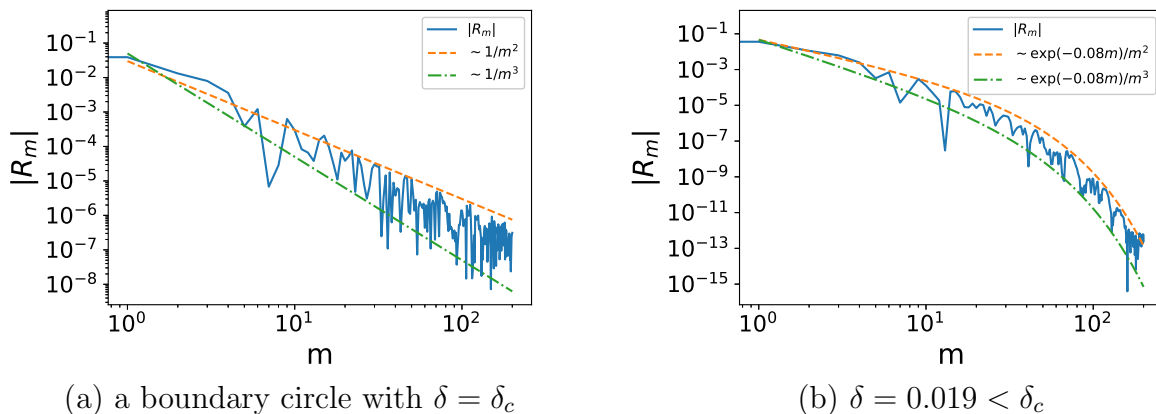 |R_m|
10^{-1}
10^{-2}
10^{-3}
10^{-4}
10^{-5}
10^{-6}
10^{-7}
10^{-8}
10^0
10^1
10^2
m
|R_m|
~ 1/m^2
~ 1/m^3
(a) a boundary circle with δ = δ_c
|R_m|
10^{-1}
10^{-3}
10^{-5}
10^{-7}
10^{-9}
10^{-11}
10^{-13}
10^{-15}
10^0
10^1
10^2
m
|R_m|
~ exp(−0.08m)/m^2
~ exp(−0.08m)/m^3
(b) δ = 0.019 < δ_c